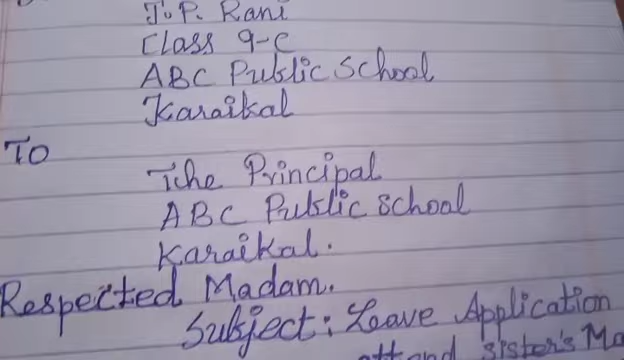 T.P. Rani
Class 9-C
ABC Public School
Karaikal
To
The Principal
ABC Public School
Karaikal.
Respected Madam.
Subject: Leave Application
attend sister's